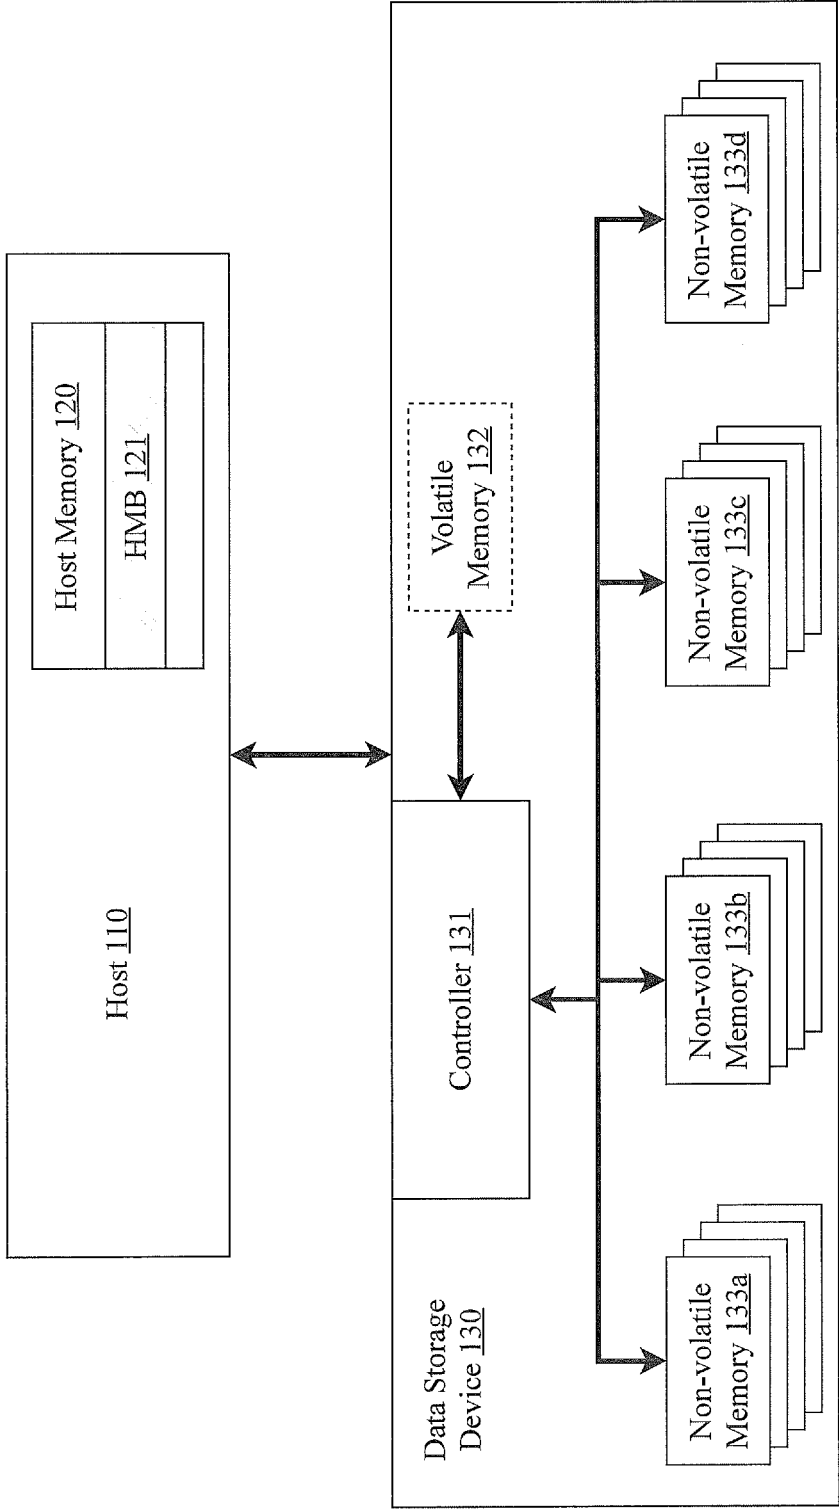 Host 110
Host Memory 120
HMB 121
Data Storage
Device 130
Controller 131
Volatile
Memory 132
Non-volatile
Memory 133a
Non-volatile
Memory 133b
Non-volatile
Memory 133c
Non-volatile
Memory 133d